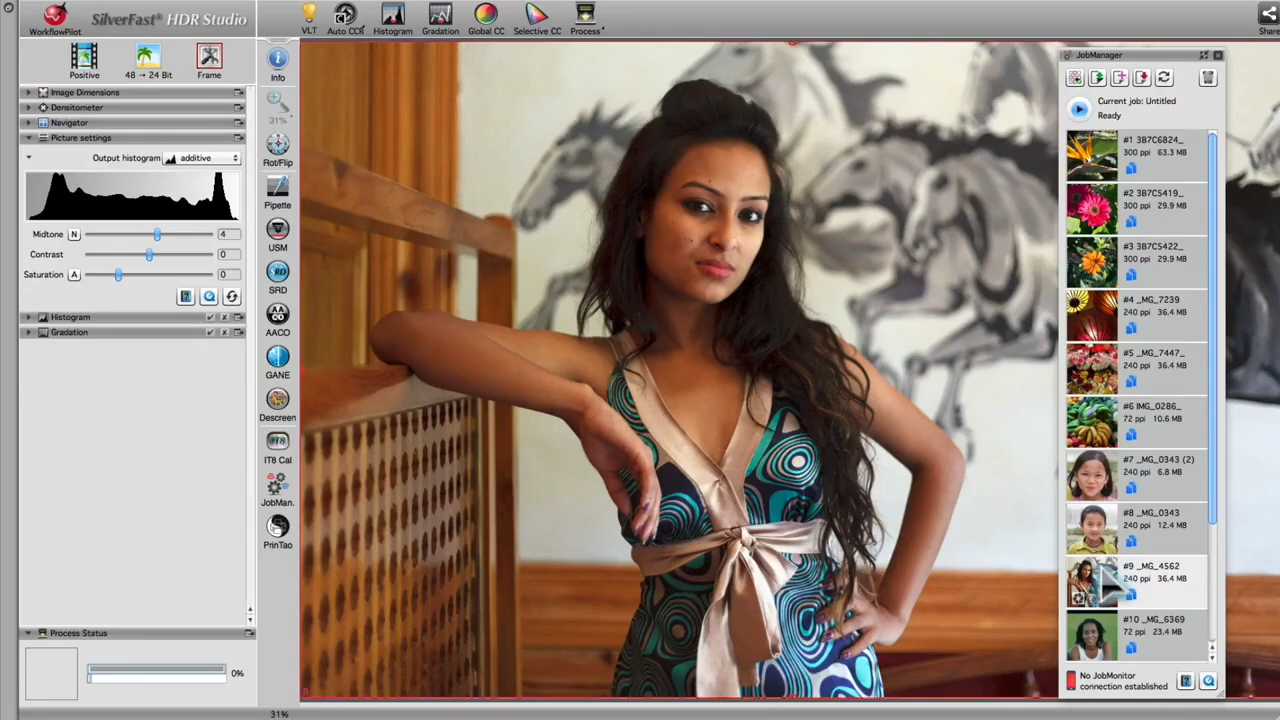 SilverFast® HDR Studio
WorkflowPilot
VLT
Auto CCR
Histogram
Gradation
Global CC
Selective CC
Process
Share
Positive
48 → 24 Bit
Frame
Image Dimensions
Densitometer
Navigator
Picture settings
Output histogram
additive
Midtone N 4
Contrast 0
Saturation A 0
Histogram
Gradation
Process Status
0%
Info
31%
Rot/Flip
Pipette
USM
SRD
AACO
GANE
Descreen
IT8
IT8 Cal
JobMan.
PrinTao
31%
JobManager
Current job: Untitled
Ready
#1 3B7C6824_
300 ppi 63.3 MB
#2 3B7C5419_
300 ppi 29.9 MB
#3 3B7C5422_
300 ppi 29.9 MB
#4 _MG_7239
240 ppi 36.4 MB
#5 _MG_7447_
240 ppi 36.4 MB
#6 IMG_0286_
72 ppi 10.6 MB
#7 _MG_0343 (2)
240 ppi 6.8 MB
#8 _MG_0343
240 ppi 12.4 MB
#9 _MG_4562
240 ppi 36.4 MB
#10 _MG_6369
72 ppi 23.4 MB
No JobMonitor
connection established